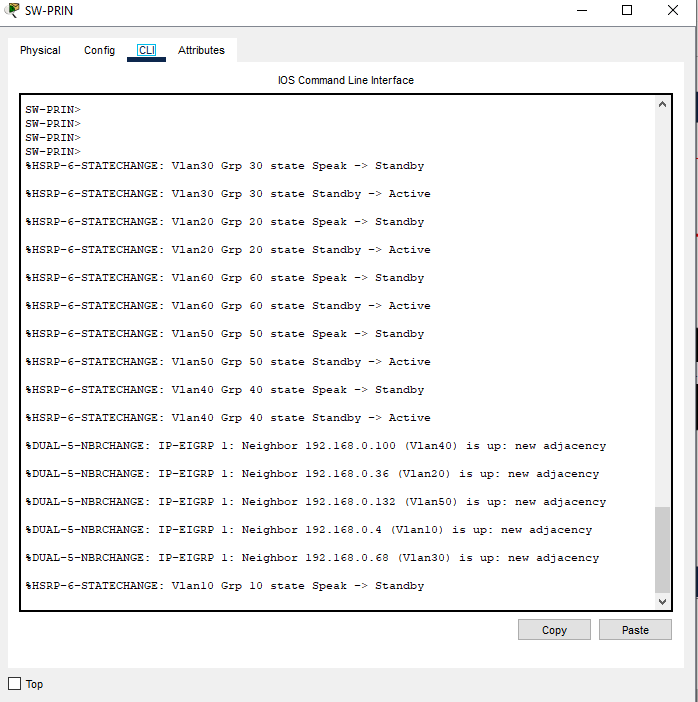 SW-PRIN
Physical Config CLI Attributes
IOS Command Line Interface
SW-PRIN>
SW-PRIN>
SW-PRIN>
SW-PRIN>
%HSRP-6-STATECHANGE: Vlan30 Grp 30 state Speak -> Standby
%HSRP-6-STATECHANGE: Vlan30 Grp 30 state Standby -> Active
%HSRP-6-STATECHANGE: Vlan20 Grp 20 state Speak -> Standby
%HSRP-6-STATECHANGE: Vlan20 Grp 20 state Standby -> Active
%HSRP-6-STATECHANGE: Vlan60 Grp 60 state Speak -> Standby
%HSRP-6-STATECHANGE: Vlan60 Grp 60 state Standby -> Active
%HSRP-6-STATECHANGE: Vlan50 Grp 50 state Speak -> Standby
%HSRP-6-STATECHANGE: Vlan50 Grp 50 state Standby -> Active
%HSRP-6-STATECHANGE: Vlan40 Grp 40 state Speak -> Standby
%HSRP-6-STATECHANGE: Vlan40 Grp 40 state Standby -> Active
%DUAL-5-NBRCHANGE: IP-EIGRP 1: Neighbor 192.168.0.100 (Vlan40) is up: new adjacency
%DUAL-5-NBRCHANGE: IP-EIGRP 1: Neighbor 192.168.0.36 (Vlan20) is up: new adjacency
%DUAL-5-NBRCHANGE: IP-EIGRP 1: Neighbor 192.168.0.132 (Vlan50) is up: new adjacency
%DUAL-5-NBRCHANGE: IP-EIGRP 1: Neighbor 192.168.0.4 (Vlan10) is up: new adjacency
%DUAL-5-NBRCHANGE: IP-EIGRP 1: Neighbor 192.168.0.68 (Vlan30) is up: new adjacency
%HSRP-6-STATECHANGE: Vlan10 Grp 10 state Speak -> Standby
Copy Paste
Top